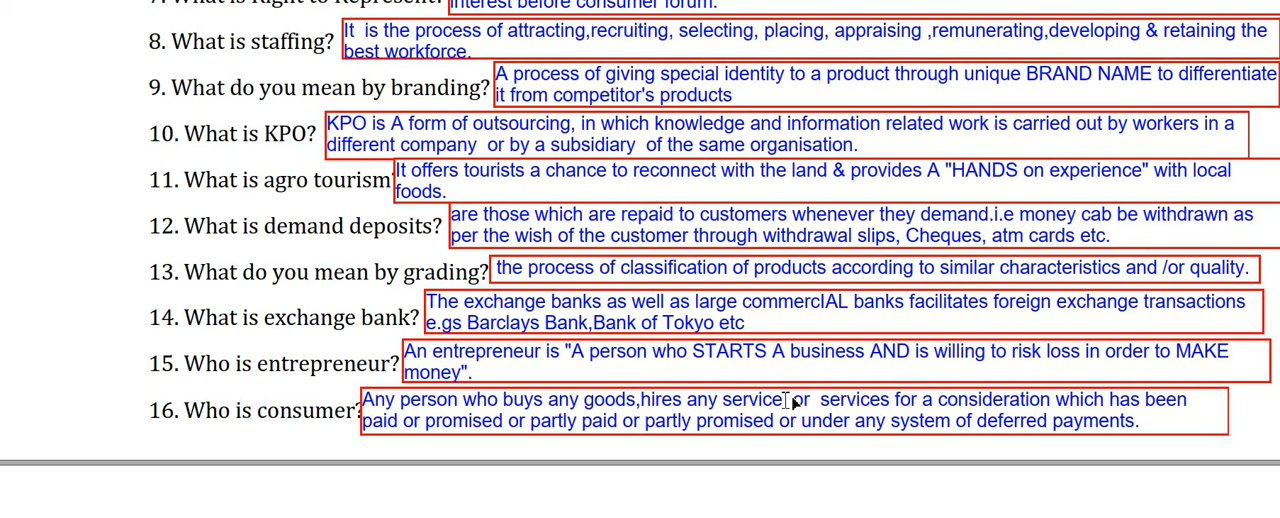 7. What is Right to Represent? interest before consumer forum.
8. What is staffing? It is the process of attracting,recruiting, selecting, placing, appraising ,remunerating,developing & retaining the
best workforce.
9. What do you mean by branding? A process of giving special identity to a product through unique BRAND NAME to differentiate
it from competitor's products
10. What is KPO? KPO is A form of outsourcing, in which knowledge and information related work is carried out by workers in a
different company or by a subsidiary of the same organisation.
11. What is agro tourism It offers tourists a chance to reconnect with the land & provides A "HANDS on experience" with local
foods.
12. What is demand deposits? are those which are repaid to customers whenever they demand.i.e money cab be withdrawn as
per the wish of the customer through withdrawal slips, Cheques, atm cards etc.
13. What do you mean by grading? the process of classification of products according to similar characteristics and /or quality.
14. What is exchange bank? The exchange banks as well as large commercIAL banks facilitates foreign exchange transactions
e.gs Barclays Bank,Bank of Tokyo etc
15. Who is entrepreneur? An entrepreneur is "A person who STARTS A business AND is willing to risk loss in order to MAKE
money".
16. Who is consumer? Any person who buys any goods,hires any service or services for a consideration which has been
paid or promised or partly paid or partly promised or under any system of deferred payments.